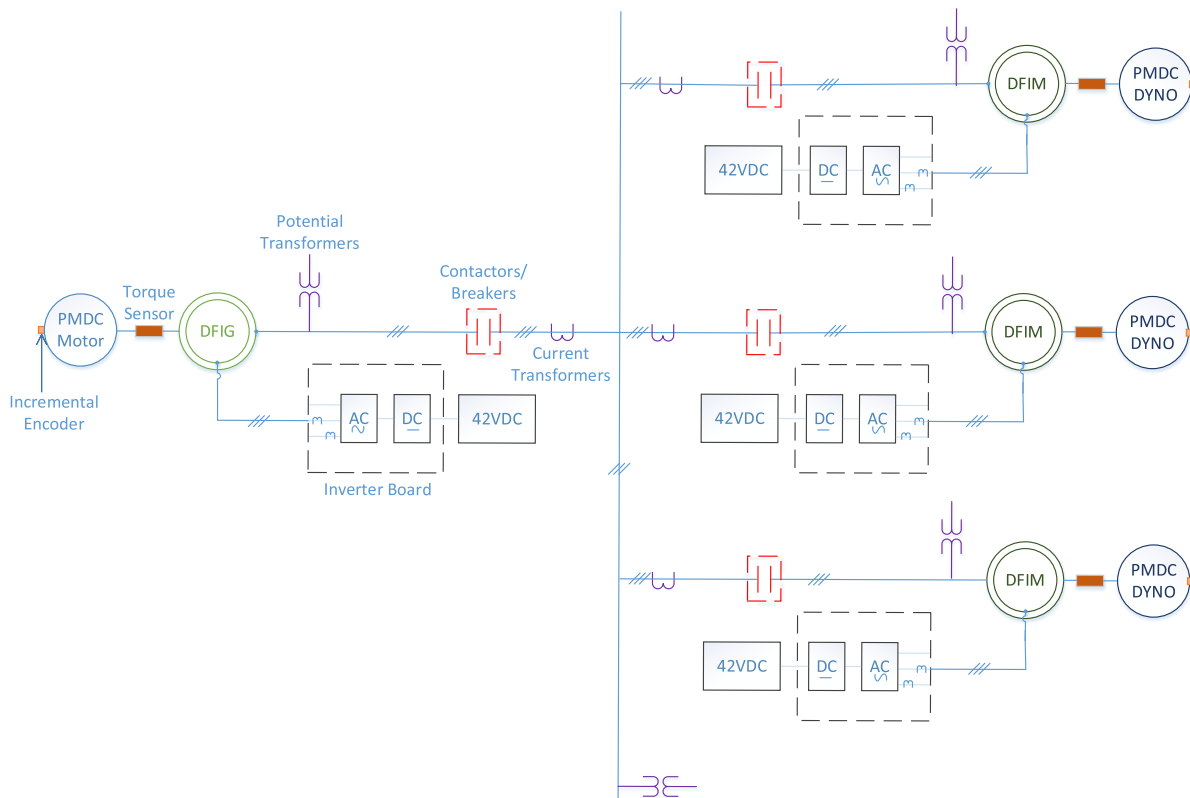 DFIM
PMDC
DYNO
42VDC
DC
AC
Potential
Transformers
Contactors/
Breakers
Torque
Sensor
PMDC
Motor
DFIG
Current
Transformers
Incremental
Encoder
AC
DC
42VDC
Inverter Board
DFIM
PMDC
DYNO
42VDC
DC
AC
DFIM
PMDC
DYNO
42VDC
DC
AC